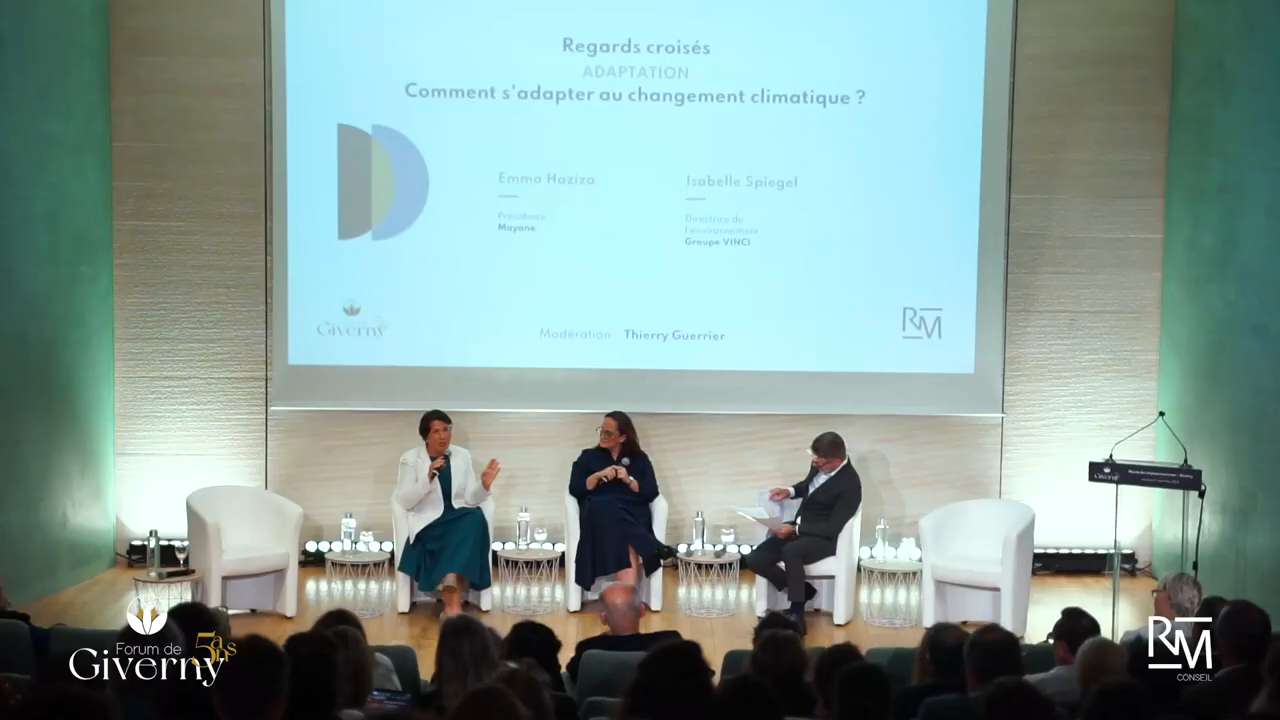 Regards croisés
ADAPTATION
Comment s'adapter au changement climatique ?
Emma Haziza
Présidente
Mayane
Isabelle Spiegel
Directrice de
l'environnement
Groupe VINCI
Giverny
Modération Thierry Guerrier
RM
Giverny
Forum de
Giverny
5 ans
RM
CONSEIL